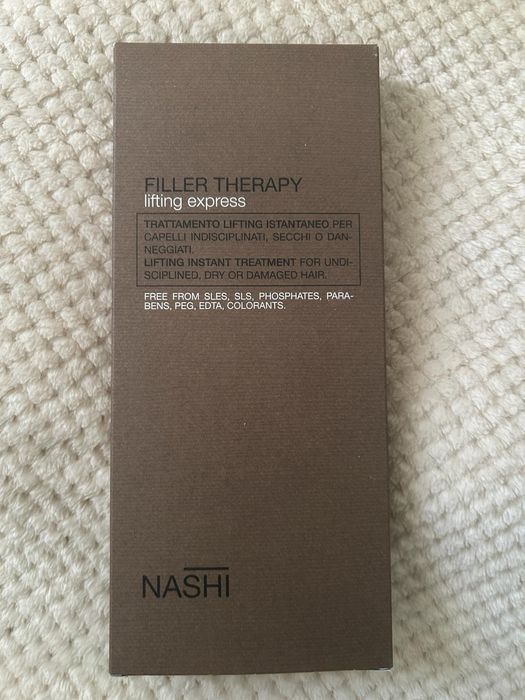 FILLER THERAPY
lifting express
TRATTAMENTO LIFTING ISTANTANEO PER
CAPELLI INDISCIPLINATI, SECCHI O DAN-
NEGGIATI.
LIFTING INSTANT TREATMENT FOR UNDI-
SCIPLINED, DRY OR DAMAGED HAIR.
FREE FROM SLES, SLS, PHOSPHATES, PARA-
BENS, PEG, EDTA, COLORANTS.
NASHI